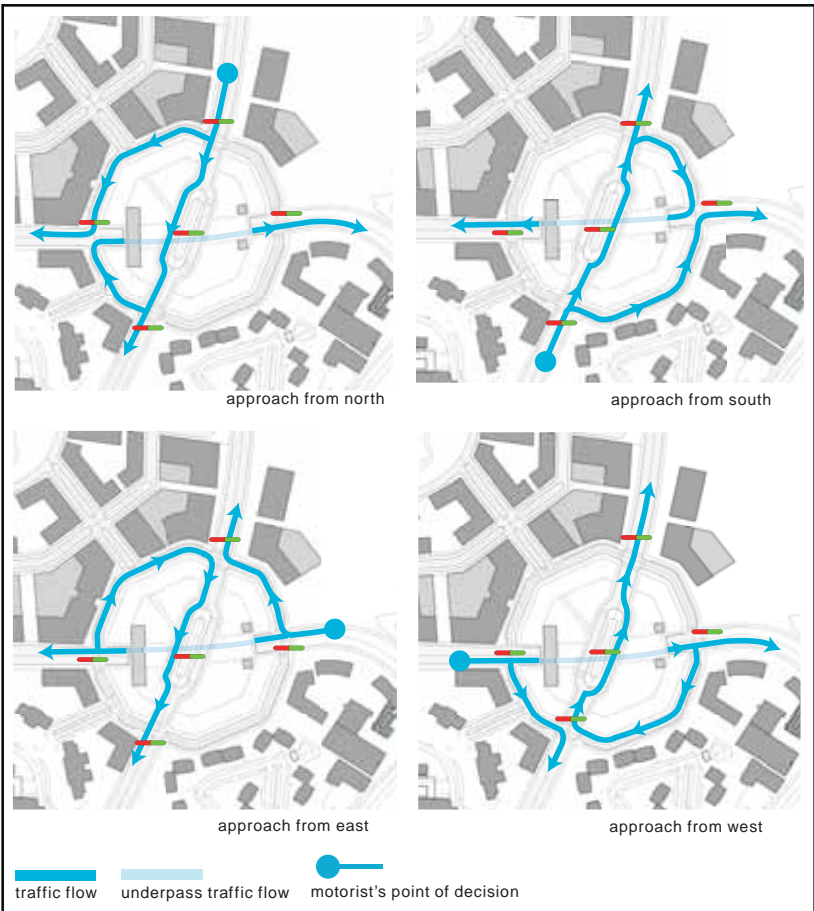 approach from north
approach from south
approach from east
approach from west
traffic flow
underpass traffic flow
motorist's point of decision